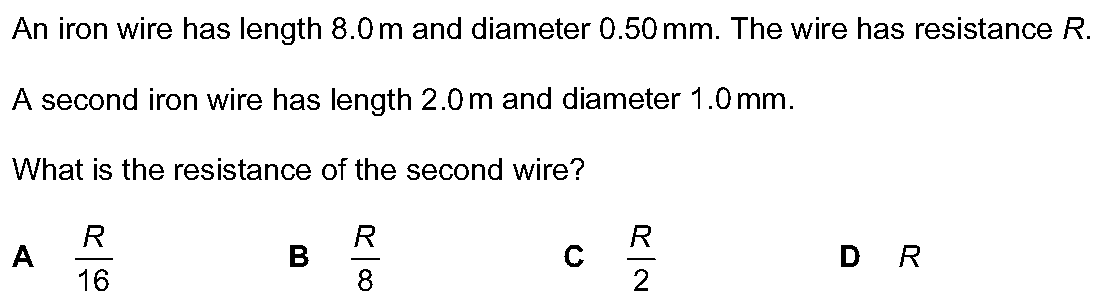 An iron wire has length 8.0 m and diameter 0.50 mm. The wire has resistance R.
A second iron wire has length 2.0 m and diameter 1.0 mm.
What is the resistance of the second wire?
A R/16 B R/8 C R/2 D R